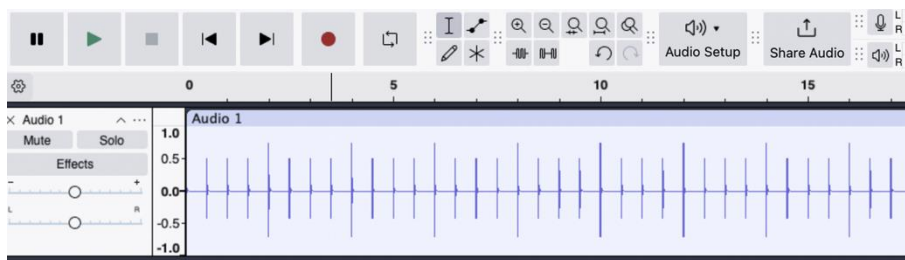 L
R
Audio Setup
Share Audio
L
R
0 5 10 15
× Audio 1 ...
Audio 1
Mute Solo
1.0
Effects
0.5
- +
0.0
L R
-0.5
-1.0